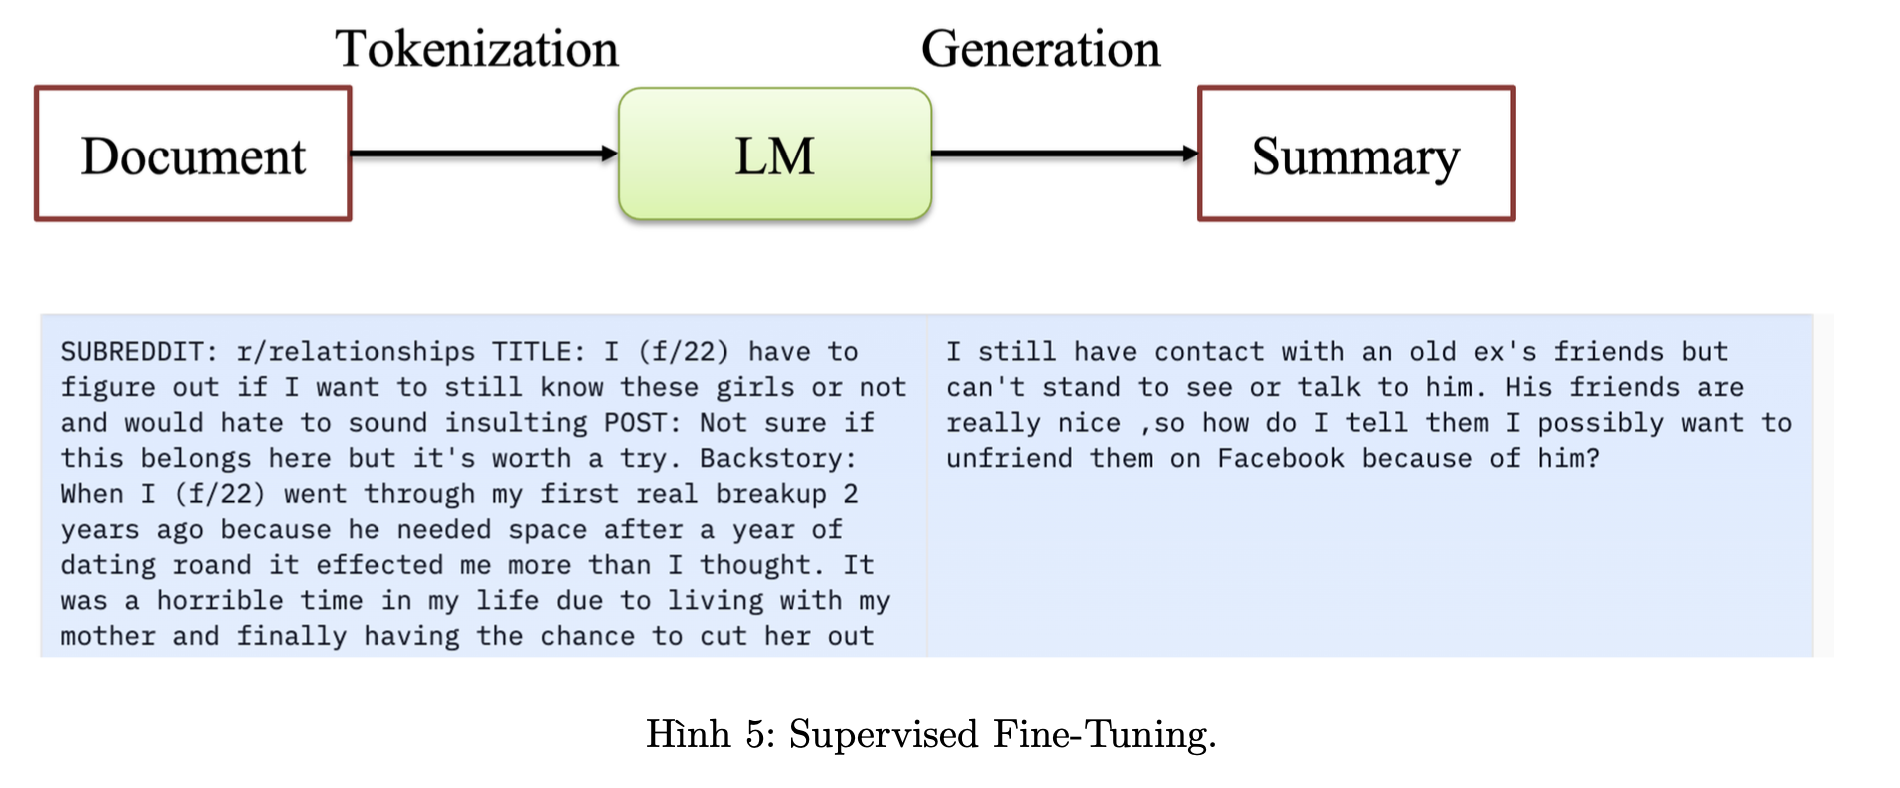 Tokenization
Generation
Document
LM
Summary
SUBREDDIT: r/relationships TITLE: I (f/22) have to
figure out if I want to still know these girls or not
and would hate to sound insulting POST: Not sure if
this belongs here but it's worth a try. Backstory:
When I (f/22) went through my first real breakup 2
years ago because he needed space after a year of
dating roand it effected me more than I thought. It
was a horrible time in my life due to living with my
mother and finally having the chance to cut her out
I still have contact with an old ex's friends but
can't stand to see or talk to him. His friends are
really nice ,so how do I tell them I possibly want to
unfriend them on Facebook because of him?
Hình 5: Supervised Fine-Tuning.